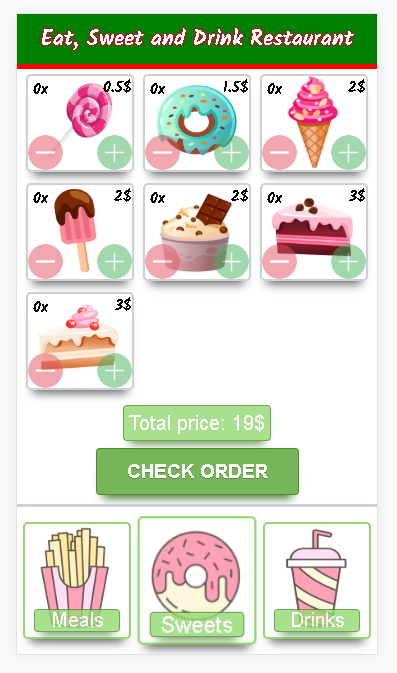 Eat, Sweet and Drink Restaurant
0x 0.5$ 0x 1.5$ 0x 2$
0x 2$ 0x 2$ 0x 3$
0x 3$
Total price: 19$
CHECK ORDER
Meals Sweets Drinks